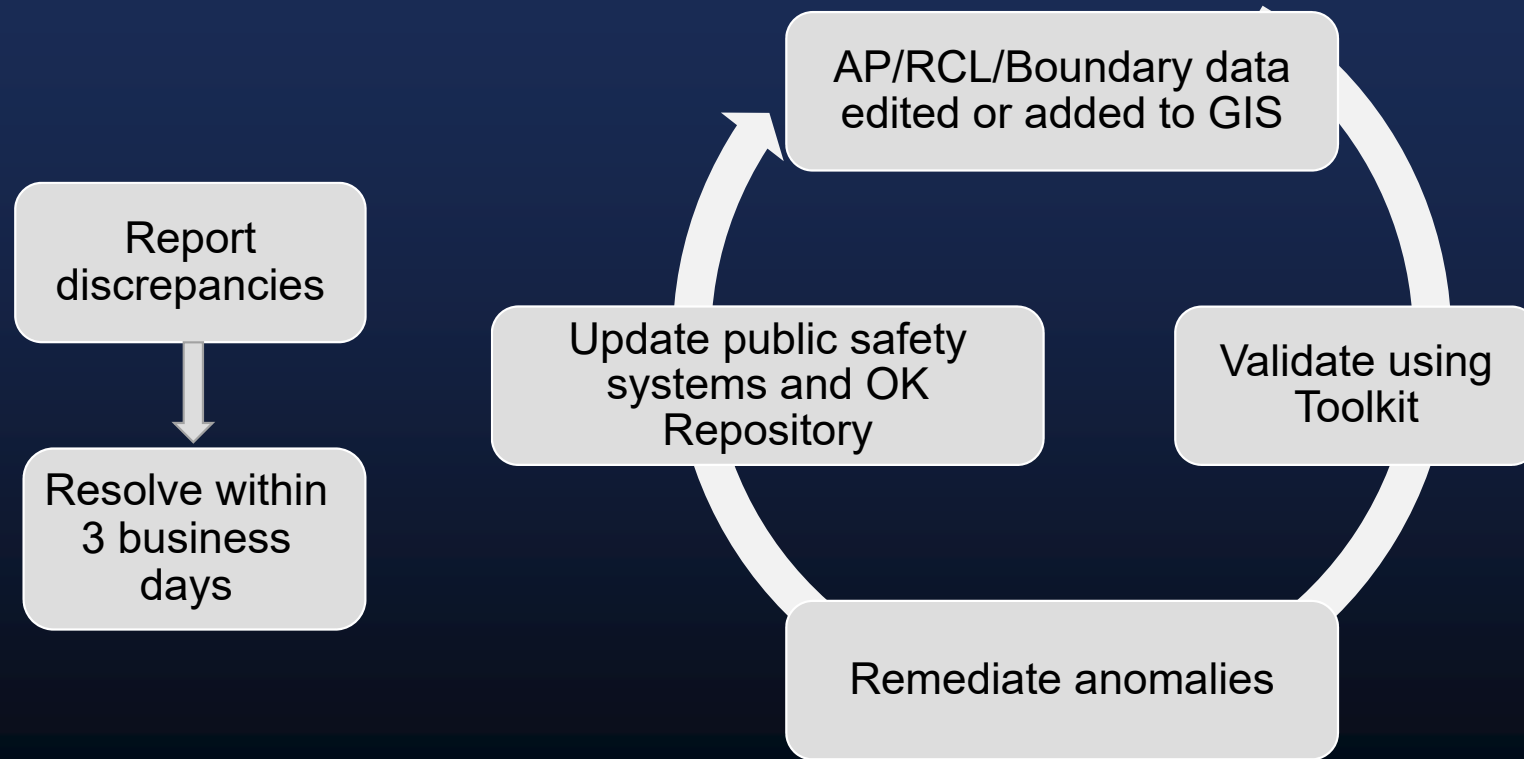 Report
discrepancies
Resolve within
3 business
days
AP/RCL/Boundary data
edited or added to GIS
Validate using
Toolkit
Remediate anomalies
Update public safety
systems and OK
Repository